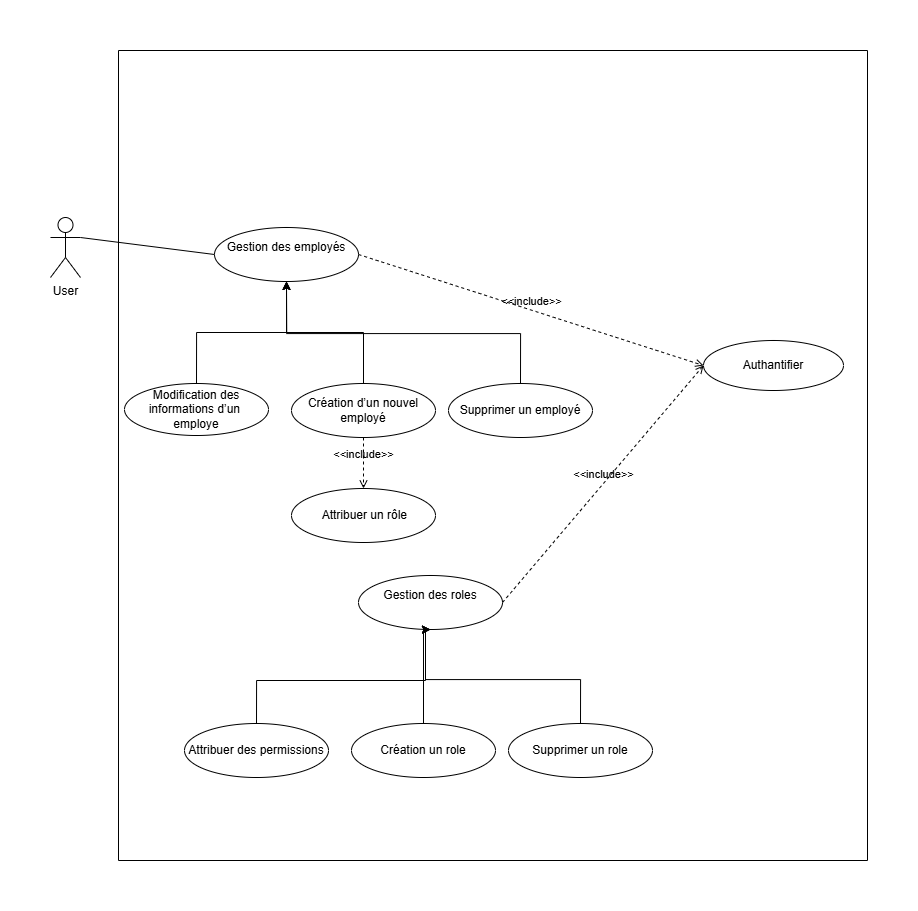 Gestion des employés
<<include>>
User
Authantifier
Modification des
informations d'un
employe
Création d'un nouvel
employé
Supprimer un employé
<<include>>
<<include>>
Attribuer un rôle
Gestion des roles
Attribuer des permissions
Création un role
Supprimer un role